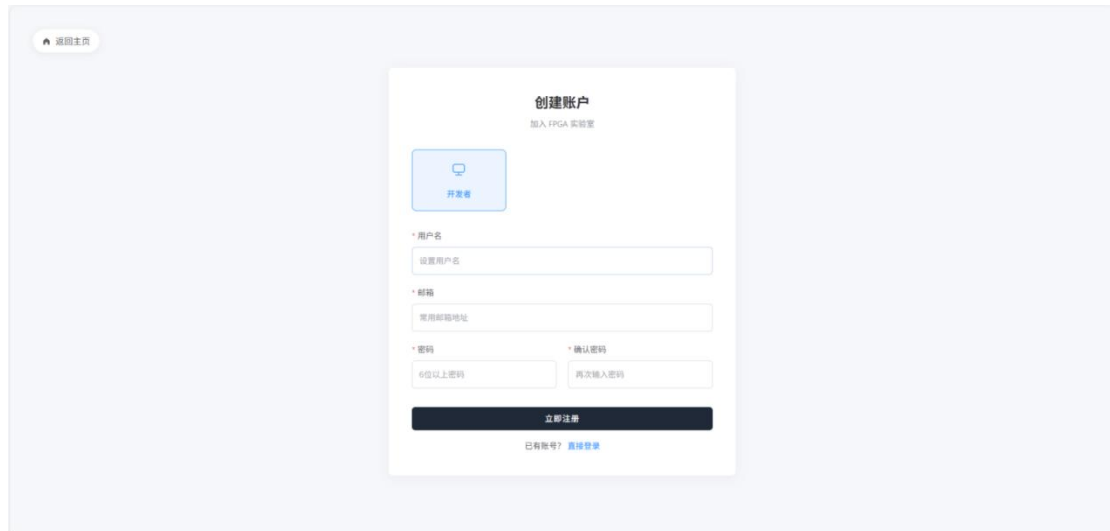 返回主页
创建账户
加入 FPGA 实验室
开发者
* 用户名
设置用户名
* 邮箱
常用邮箱地址
* 密码 * 确认密码
6位以上密码 再次输入密码
立即注册
已有账号? 直接登录